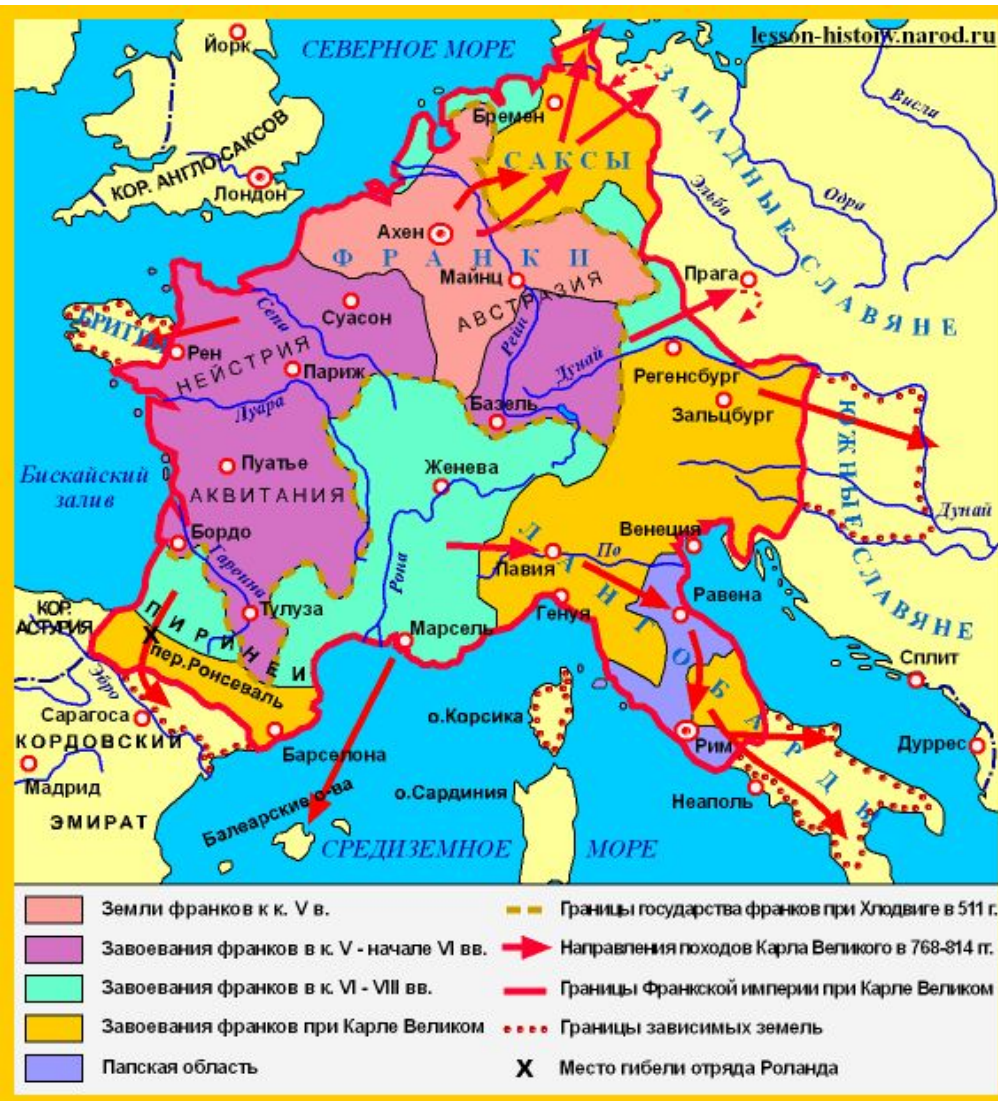 lesson-history.narod.ru
Йорк
СЕВЕРНОЕ МОРЕ
КОР. АНГЛО-САКСОВ
Лондон
Бремен
САКСЫ
ЗАПАДНЫЕ СЛАВЯНЕ
Висла
Одра
Эльба
Ахен
ФРАНКИ
Майнц
АВСТРАЗИЯ
Прага
Суасон
Сена
Рейн
БРИТТЫ
Рен
НЕЙСТРИЯ
Париж
Луара
Дунай
Регенсбург
Зальцбург
Базель
Бискайский
залив
Пуатье
АКВИТАНИЯ
Женева
ЮЖНЫЕ СЛАВЯНЕ
Дунай
Бордо
Гаронна
Рона
Венеция
По
Павия
ЛАНГОБАРДЫ
Генуя
Равена
КОР.
АСТУРИЯ
ПИРИНЕИ
Тулуза
Марсель
пер.Ронсеваль
Эбро
Сарагоса
КОРДОВСКИЙ
Мадрид
ЭМИРАТ
Барселона
Балеарские о-ва
о.Корсика
о.Сардиния
Рим
Неаполь
Сплит
Дуррес
СРЕДИЗЕМНОЕ МОРЕ
Земли франков к к. V в.
Завоевания франков в к. V - начале VI вв.
Завоевания франков в к. VI - VIII вв.
Завоевания франков при Карле Великом
Папская область
Границы государства франков при Хлодвиге в 511 г.
Направления походов Карла Великого в 768-814 гг.
Границы Франкской империи при Карле Великом
Границы зависимых земель
X Место гибели отряда Роланда